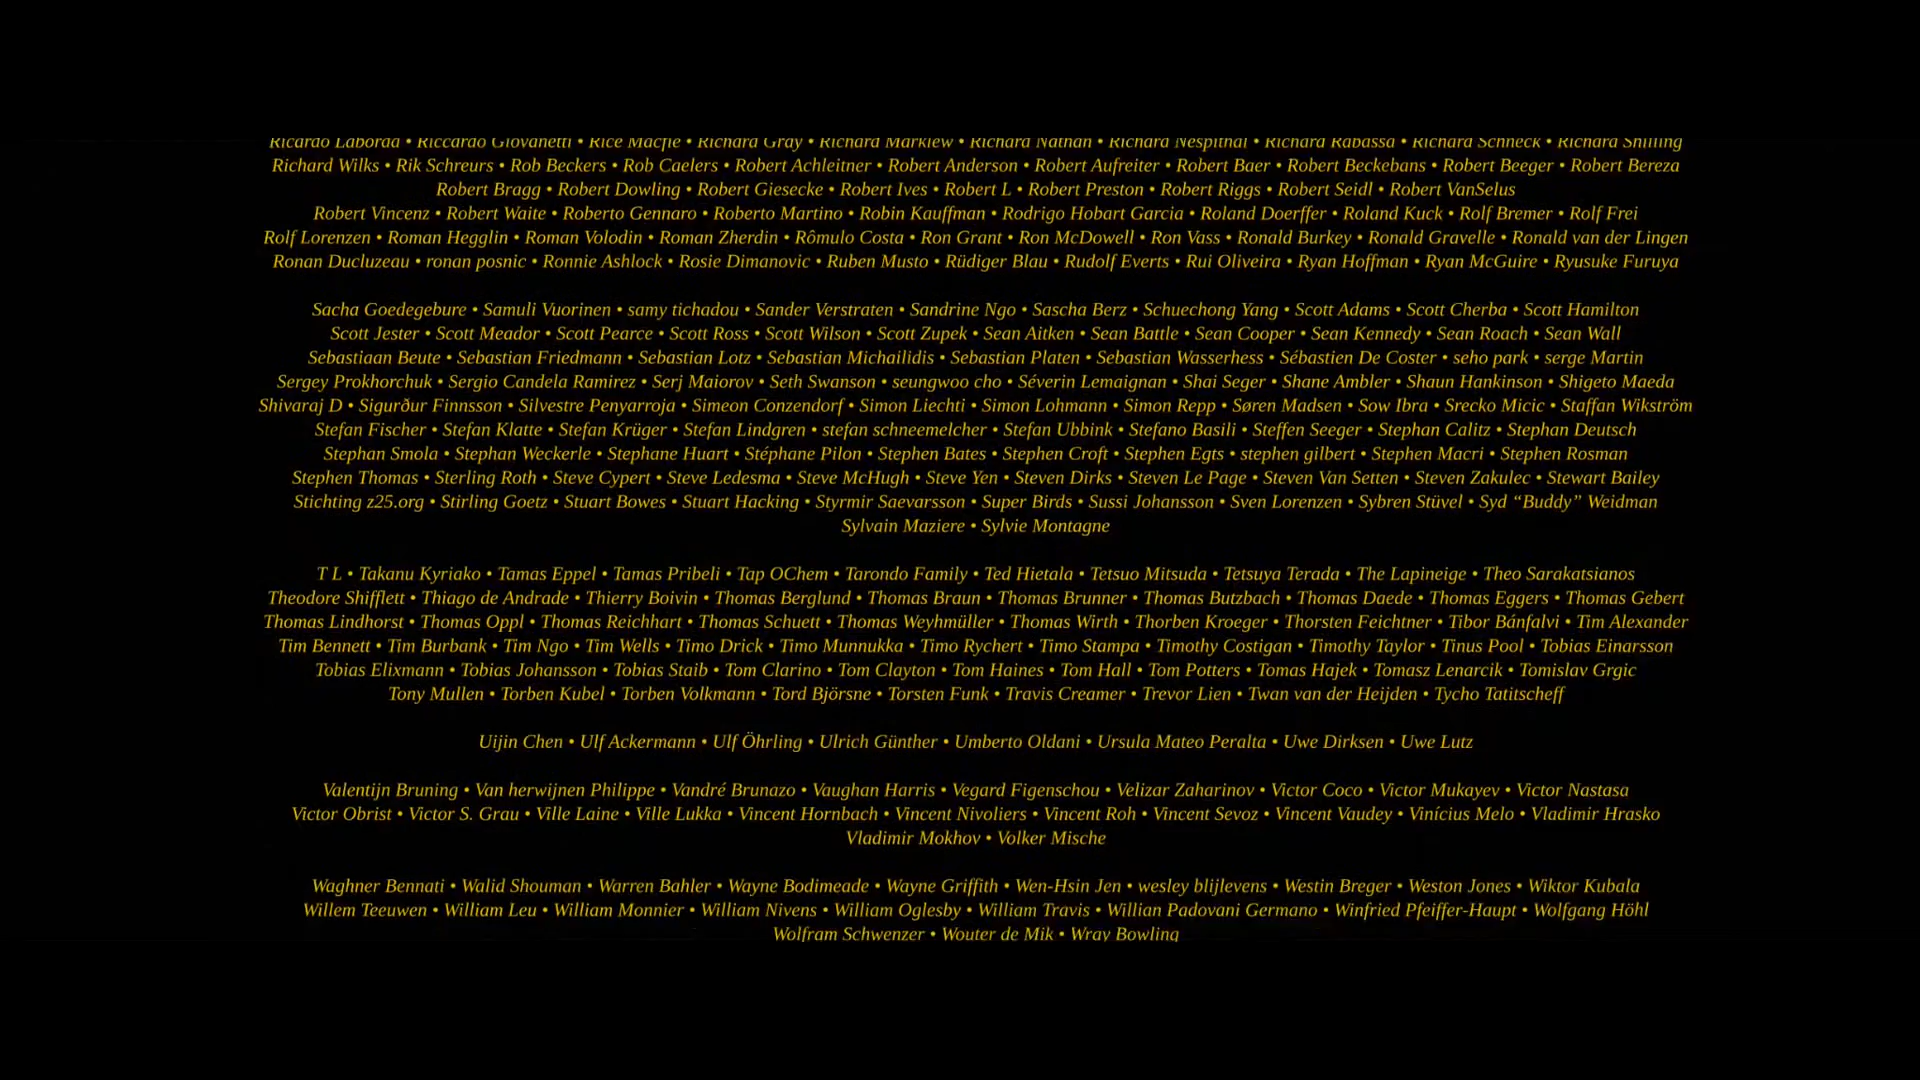 Ricardo Laborda • Riccardo Giovanetti • Rice Macfie • Richard Gray • Richard Marklew • Richard Nathan • Richard Nespithal • Richard Rabassa • Richard Schneck • Richard Shilling
Richard Wilks • Rik Schreurs • Rob Beckers • Rob Caelers • Robert Achleitner • Robert Anderson • Robert Aufreiter • Robert Baer • Robert Beckebans • Robert Beeger • Robert Bereza
Robert Bragg • Robert Dowling • Robert Giesecke • Robert Ives • Robert L • Robert Preston • Robert Riggs • Robert Seidl • Robert VanSelus
Robert Vincenz • Robert Waite • Roberto Gennaro • Roberto Martino • Robin Kauffman • Rodrigo Hobart Garcia • Roland Doerffer • Roland Kuck • Rolf Bremer • Rolf Frei
Rolf Lorenzen • Roman Hegglin • Roman Volodin • Roman Zherdin • Rômulo Costa • Ron Grant • Ron McDowell • Ron Vass • Ronald Burkey • Ronald Gravelle • Ronald van der Lingen
Ronan Ducluzeau • ronan posnic • Ronnie Ashlock • Rosie Dimanovic • Ruben Musto • Rüdiger Blau • Rudolf Everts • Rui Oliveira • Ryan Hoffman • Ryan McGuire • Ryusuke Furuya
Sacha Goedegebure • Samuli Vuorinen • samy tichadou • Sander Verstraten • Sandrine Ngo • Sascha Berz • Schuechong Yang • Scott Adams • Scott Cherba • Scott Hamilton
Scott Jester • Scott Meador • Scott Pearce • Scott Ross • Scott Wilson • Scott Zupek • Sean Aitken • Sean Battle • Sean Cooper • Sean Kennedy • Sean Roach • Sean Wall
Sebastiaan Beute • Sebastian Friedmann • Sebastian Lotz • Sebastian Michailidis • Sebastian Platen • Sebastian Wasserhess • Sébastien De Coster • seho park • serge Martin
Sergey Prokhorchuk • Sergio Candela Ramirez • Serj Maiorov • Seth Swanson • seungwoo cho • Séverin Lemaignan • Shai Seger • Shane Ambler • Shaun Hankinson • Shigeto Maeda
Shivaraj D • Sigurður Finnsson • Silvestre Penyarroja • Simeon Conzendorf • Simon Liechti • Simon Lohmann • Simon Repp • Søren Madsen • Sow Ibra • Srecko Micic • Staffan Wikström
Stefan Fischer • Stefan Klatte • Stefan Krüger • Stefan Lindgren • stefan schneemelcher • Stefan Ubbink • Stefano Basili • Steffen Seeger • Stephan Calitz • Stephan Deutsch
Stephan Smola • Stephan Weckerle • Stephane Huart • Stéphane Pilon • Stephen Bates • Stephen Croft • Stephen Egts • stephen gilbert • Stephen Macri • Stephen Rosman
Stephen Thomas • Sterling Roth • Steve Cypert • Steve Ledesma • Steve McHugh • Steve Yen • Steven Dirks • Steven Le Page • Steven Van Setten • Steven Zakulec • Stewart Bailey
Stichting z25.org • Stirling Goetz • Stuart Bowes • Stuart Hacking • Styrmir Saevarsson • Super Birds • Sussi Johansson • Sven Lorenzen • Sybren Stüvel • Syd “Buddy” Weidman
Sylvain Maziere • Sylvie Montagne
T L • Takanu Kyriako • Tamas Eppel • Tamas Pribeli • Tap OChem • Tarondo Family • Ted Hietala • Tetsuo Mitsuda • Tetsuya Terada • The Lapineige • Theo Sarakatsianos
Theodore Shifflett • Thiago de Andrade • Thierry Boivin • Thomas Berglund • Thomas Braun • Thomas Brunner • Thomas Butzbach • Thomas Daede • Thomas Eggers • Thomas Gebert
Thomas Lindhorst • Thomas Oppl • Thomas Reichhart • Thomas Schuett • Thomas Weyhmüller • Thomas Wirth • Thorben Kroeger • Thorsten Feichtner • Tibor Bánfalvi • Tim Alexander
Tim Bennett • Tim Burbank • Tim Ngo • Tim Wells • Timo Drick • Timo Munnukka • Timo Rychert • Timo Stampa • Timothy Costigan • Timothy Taylor • Tinus Pool • Tobias Einarsson
Tobias Elixmann • Tobias Johansson • Tobias Staib • Tom Clarino • Tom Clayton • Tom Haines • Tom Hall • Tom Potters • Tomas Hajek • Tomasz Lenarcik • Tomislav Grgic
Tony Mullen • Torben Kubel • Torben Volkmann • Tord Björsne • Torsten Funk • Travis Creamer • Trevor Lien • Twan van der Heijden • Tycho Tatitscheff
Uijin Chen • Ulf Ackermann • Ulf Öhrling • Ulrich Günther • Umberto Oldani • Ursula Mateo Peralta • Uwe Dirksen • Uwe Lutz
Valentijn Bruning • Van herwijnen Philippe • Vandré Brunazo • Vaughan Harris • Vegard Figenschou • Velizar Zaharinov • Victor Coco • Victor Mukayev • Victor Nastasa
Victor Obrist • Victor S. Grau • Ville Laine • Ville Lukka • Vincent Hornbach • Vincent Nivoliers • Vincent Roh • Vincent Sevoz • Vincent Vaudey • Vinícius Melo • Vladimir Hrasko
Vladimir Mokhov • Volker Mische
Waghner Bennati • Walid Shouman • Warren Bahler • Wayne Bodimeade • Wayne Griffith • Wen-Hsin Jen • wesley blijlevens • Westin Breger • Weston Jones • Wiktor Kubala
Willem Teeuwen • William Leu • William Monnier • William Nivens • William Oglesby • William Travis • Willian Padovani Germano • Winfried Pfeiffer-Haupt • Wolfgang Höhl
Wolfram Schwenzer • Wouter de Mik • Wray Bowling